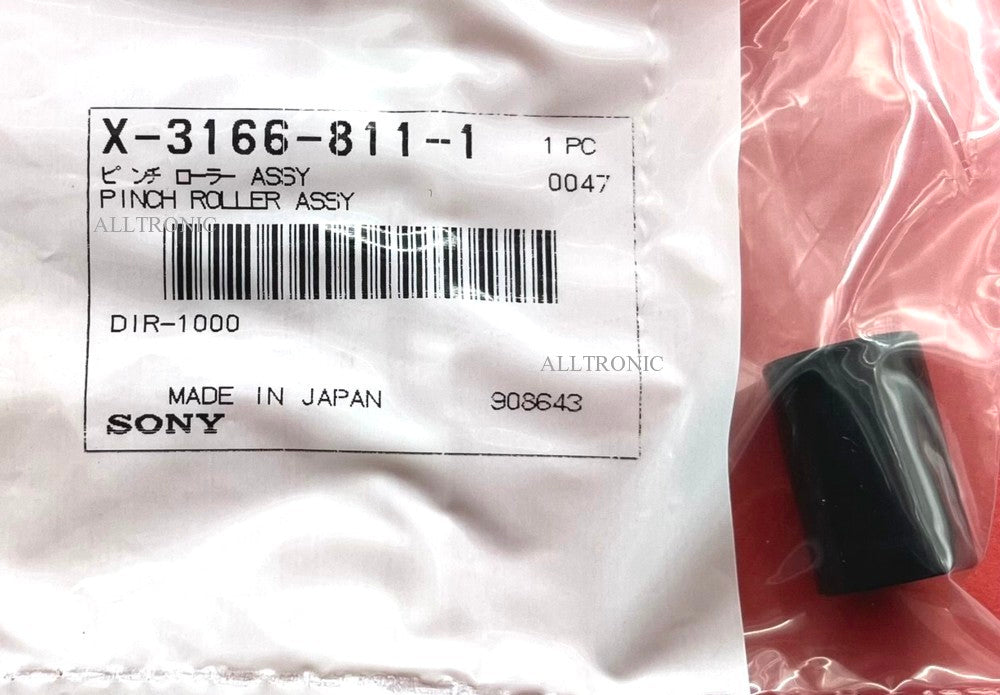 X-3166-811--1 1 PC
ピンチ ローラー ASSY 0047
PINCH ROLLER ASSY
ALLTRONIC
DIR-1000
ALLTRONIC
MADE IN JAPAN 908643
SONY